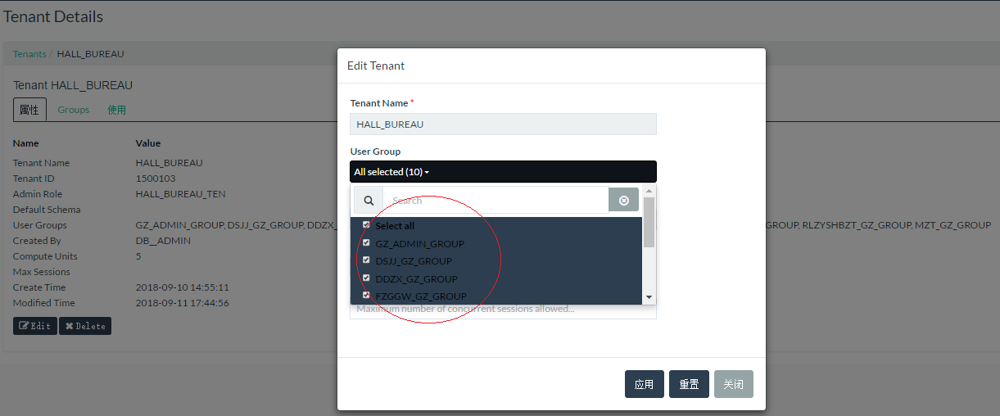 Tenant Details
Tenants / HALL_BUREAU
Tenant HALL_BUREAU
属性 Groups 使用
Name Value
Tenant Name HALL_BUREAU
Tenant ID 1500103
Admin Role HALL_BUREAU_TEN
Default Schema
User Groups GZ_ADMIN_GROUP, DSJJ_GZ_GROUP, DDZX_ GROUP, RLZYSHBZT_GZ_GROUP, MZT_GZ_GROUP
Created By DB__ADMIN
Compute Units 5
Max Sessions
Create Time 2018-09-10 14:55:11
Modified Time 2018-09-11 17:44:56
Edit Delete
Edit Tenant
Tenant Name *
HALL_BUREAU
User Group
All selected (10)
Search
Select all
GZ_ADMIN_GROUP
DSJJ_GZ_GROUP
DDZX_GZ_GROUP
FZGGW_GZ_GROUP
Maximum number of concurrent sessions allowed...
应用 重置 关闭